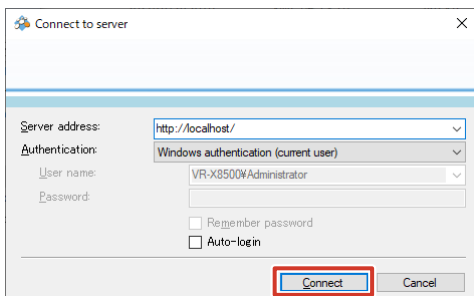 Connect to server
Server address: http://localhost/
Authentication: Windows authentication (current user)
User name: VR-X8500¥Administrator
Password:
Remember password
Auto-login
Connect Cancel